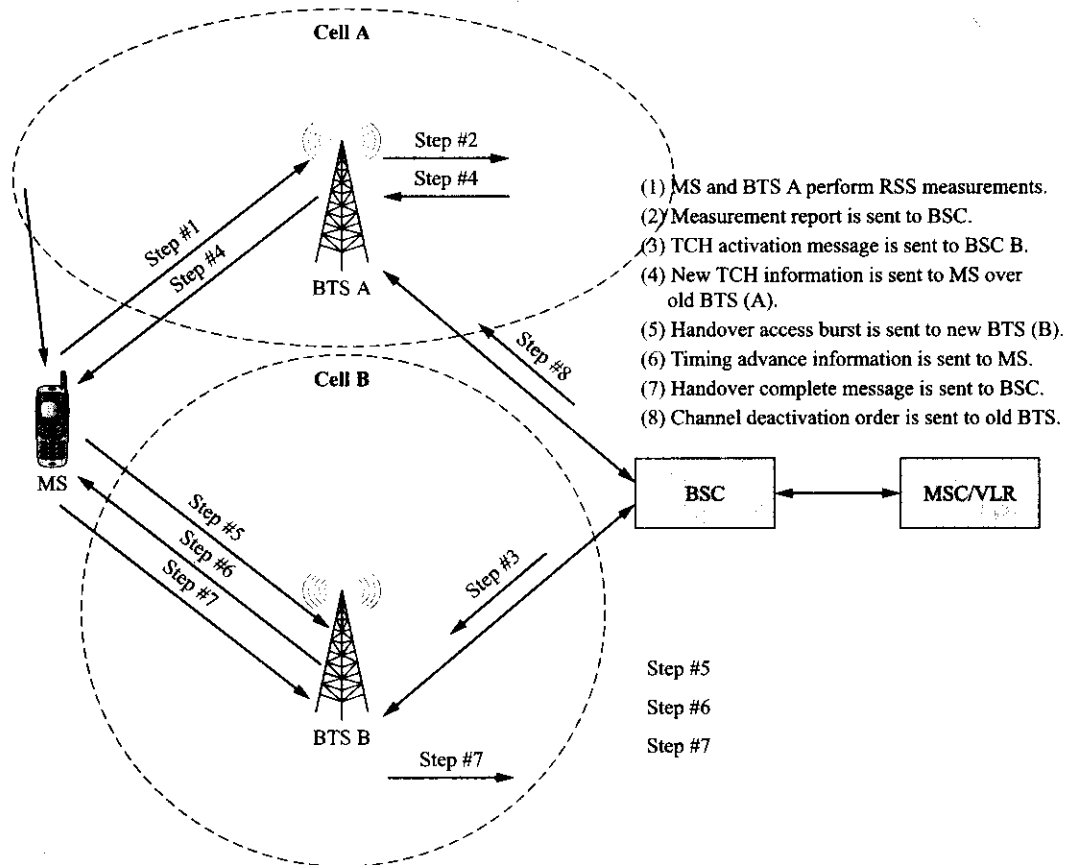 Cell A
Step #2
Step #4
Step #1
Step #4
BTS A
(1) MS and BTS A perform RSS measurements.
(2) Measurement report is sent to BSC.
(3) TCH activation message is sent to BSC B.
(4) New TCH information is sent to MS over
old BTS (A).
(5) Handover access burst is sent to new BTS (B).
(6) Timing advance information is sent to MS.
(7) Handover complete message is sent to BSC.
(8) Channel deactivation order is sent to old BTS.
Step #8
Cell B
MS
BSC
MSC/VLR
Step #5
Step #6
Step #7
Step #3
BTS B
Step #7
Step #5
Step #6
Step #7